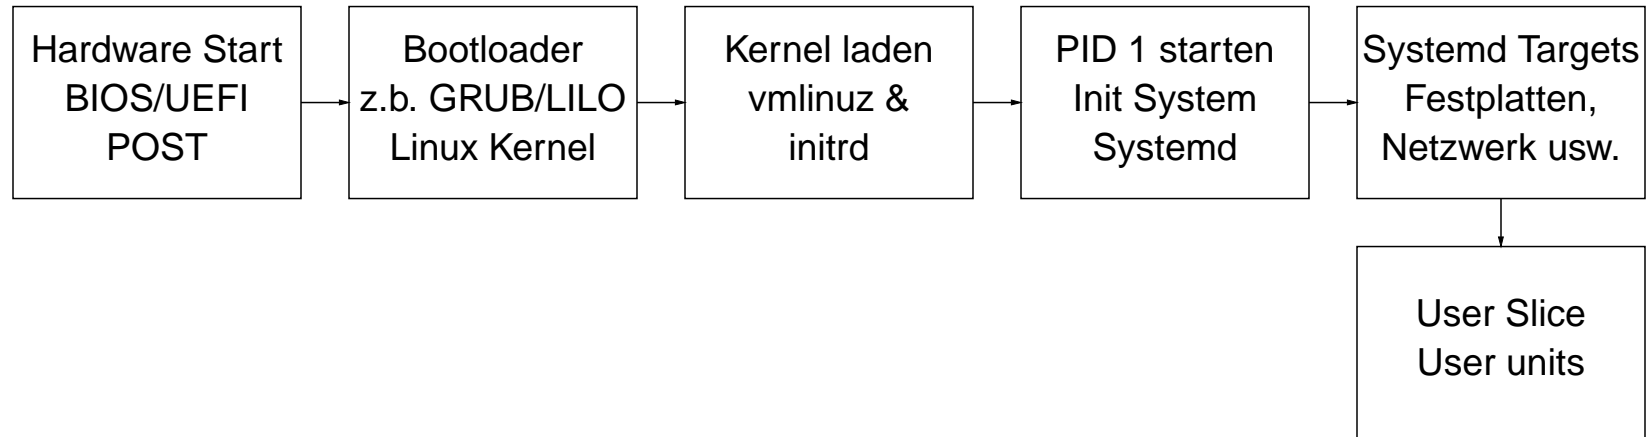 Hardware Start
BIOS/UEFI
POST
Bootloader
z.b. GRUB/LILO
Linux Kernel
Kernel laden
vmlinuz &
initrd
PID 1 starten
Init System
Systemd
Systemd Targets
Festplatten,
Netzwerk usw.
User Slice
User units